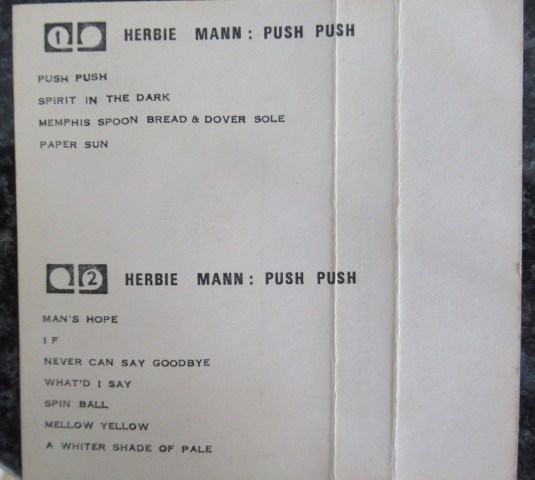 1 HERBIE MANN: PUSH PUSH
PUSH PUSH
SPIRIT IN THE DARK
MEMPHIS SPOON BREAD & DOVER SOLE
PAPER SUN
2 HERBIE MANN: PUSH PUSH
MAN'S HOPE
IF
NEVER CAN SAY GOODBYE
WHAT'D I SAY
SPIN BALL
MELLOW YELLOW
A WHITER SHADE OF PALE